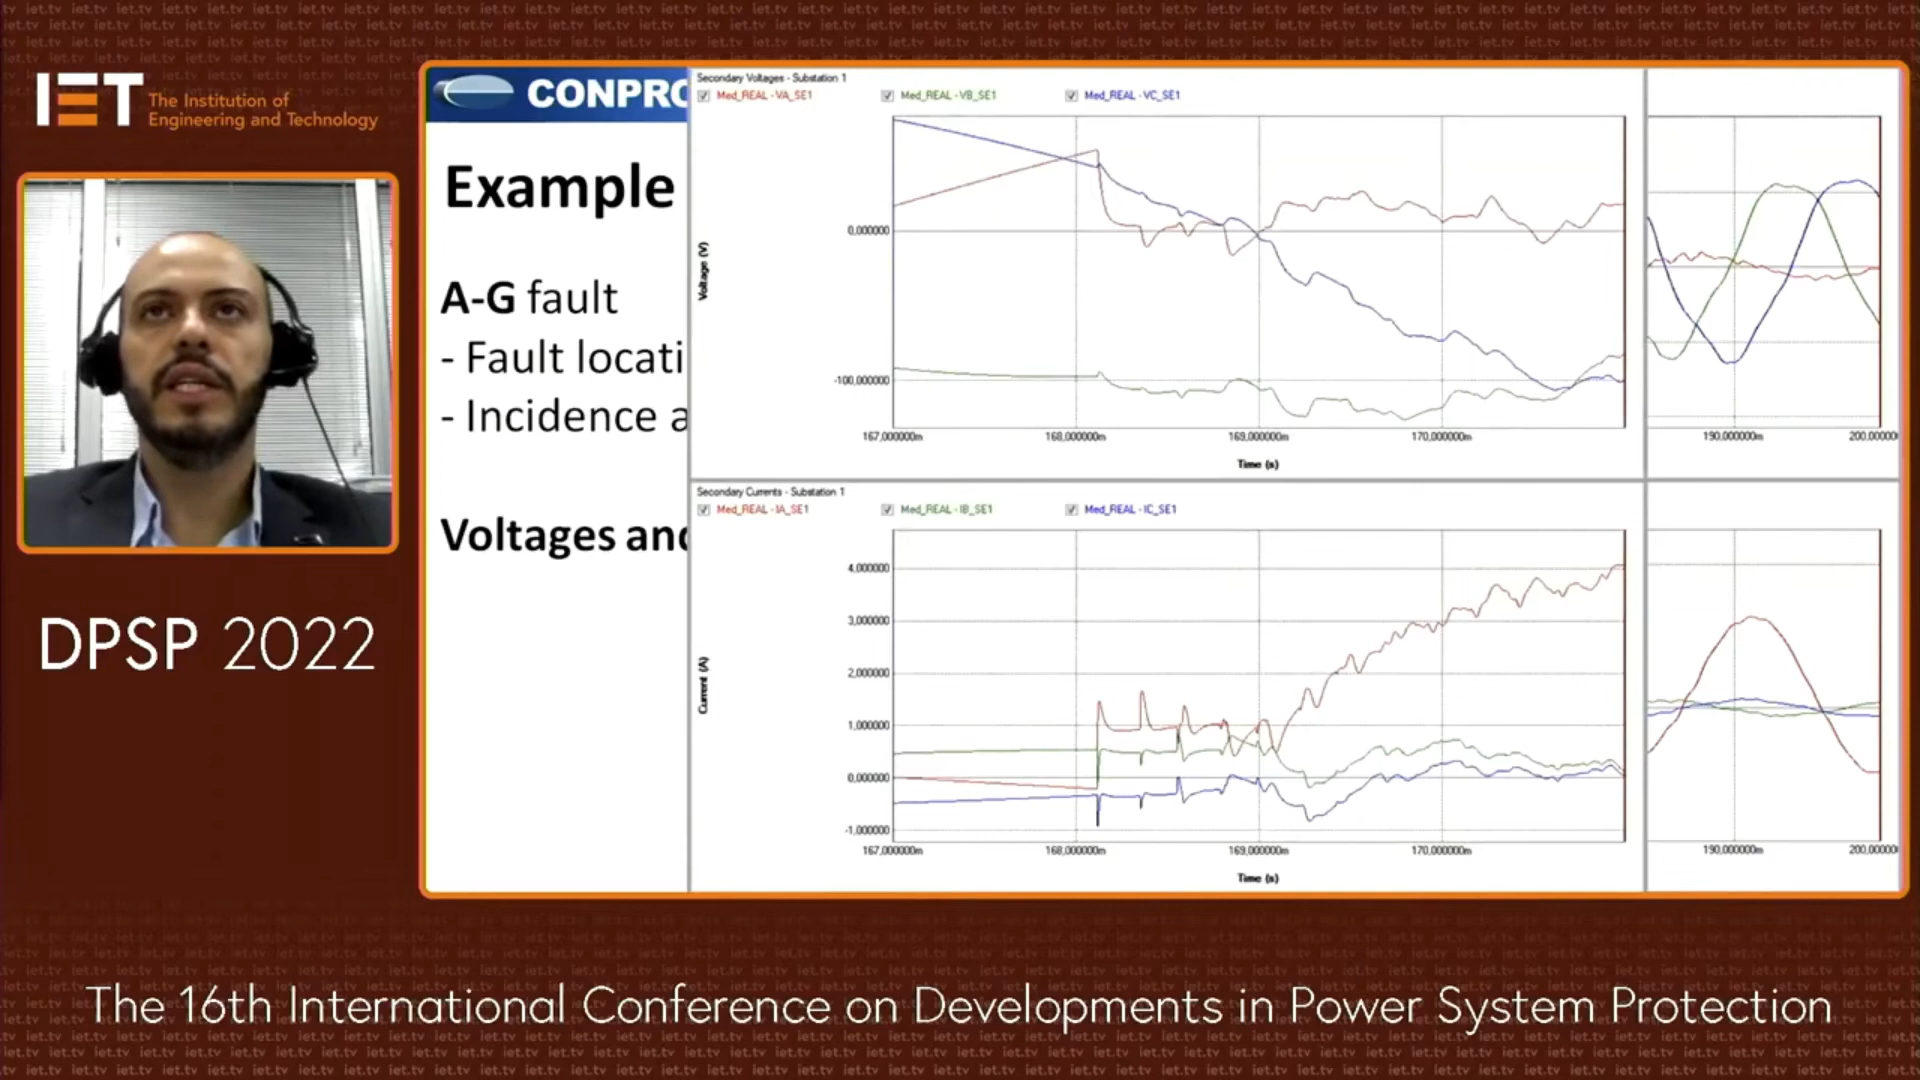 IET
The Institution of
Engineering and Technology
DPSP 2022
CONPRO
Example
A-G fault
- Fault locati
- Incidence a
Voltages and
Secondary Voltages - Substation 1
Med_REAL - VA_SE1
Med_REAL - VB_SE1
Med_REAL - VC_SE1
Voltage (V)
0,000000
-100,000000
167,000000m
168,000000m
169,000000m
170,000000m
Time (s)
190,000000m
200,00000
Secondary Currents - Substation 1
Med_REAL - IA_SE1
Med_REAL - IB_SE1
Med_REAL - IC_SE1
Current (A)
4,000000
3,000000
2,000000
1,000000
0,000000
-1,000000
167,000000m
168,000000m
169,000000m
170,000000m
Time (s)
190,000000m
200,00000
The 16th International Conference on Developments in Power System Protection